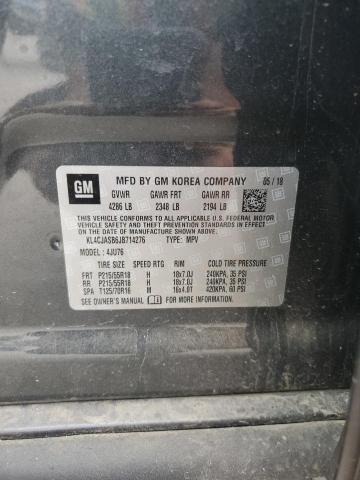 GM
MFD BY GM KOREA COMPANY 05 / 18
GVWR GAWR FRT GAWR RR
4286 LB 2348 LB 2194 LB
THIS VEHICLE CONFORMS TO ALL APPLICABLE U.S. FEDERAL MOTOR
VEHICLE SAFETY, BUMPER, AND THEFT PREVENTION STANDARDS
IN EFFECT ON THE DATE OF MANUFACTURE SHOWN ABOVE.
KL4CJASB6JB714276 TYPE: MPV
MODEL : 4JU76
TIRE SIZE SPEED RTG RIM COLD TIRE PRESSURE
FRT P215/55R18 H 18x7.0J 240KPA, 35 PSI
RR P215/55R18 H 18x7.0J 240KPA, 35 PSI
SPA T125/70R16 M 16x4.0T 420KPA, 60 PSI
SEE OWNER'S MANUAL FOR ADDITIONAL INFORMATION